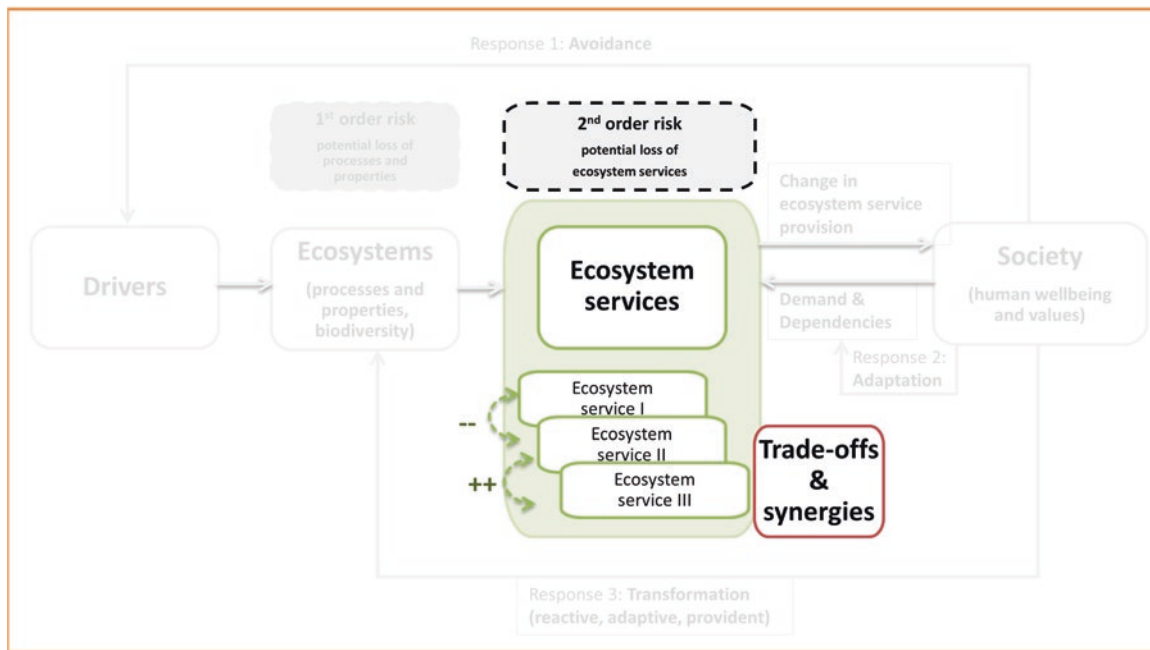 Response 1: Avoidance
1st order risk
potential loss of
processes and
properties
2nd order risk
potential loss of
ecosystem services
Change in
ecosystem service
provision
Drivers
Ecosystems
(processes and
properties,
biodiversity)
Ecosystem
services
Society
(human wellbeing
and values)
Demand &
Dependencies
Response 2:
Adaptation
Ecosystem
service I
--
Ecosystem
service II
++
Ecosystem
service III
Trade-offs
&
synergies
Response 3: Transformation
(reactive, adaptive, provident)